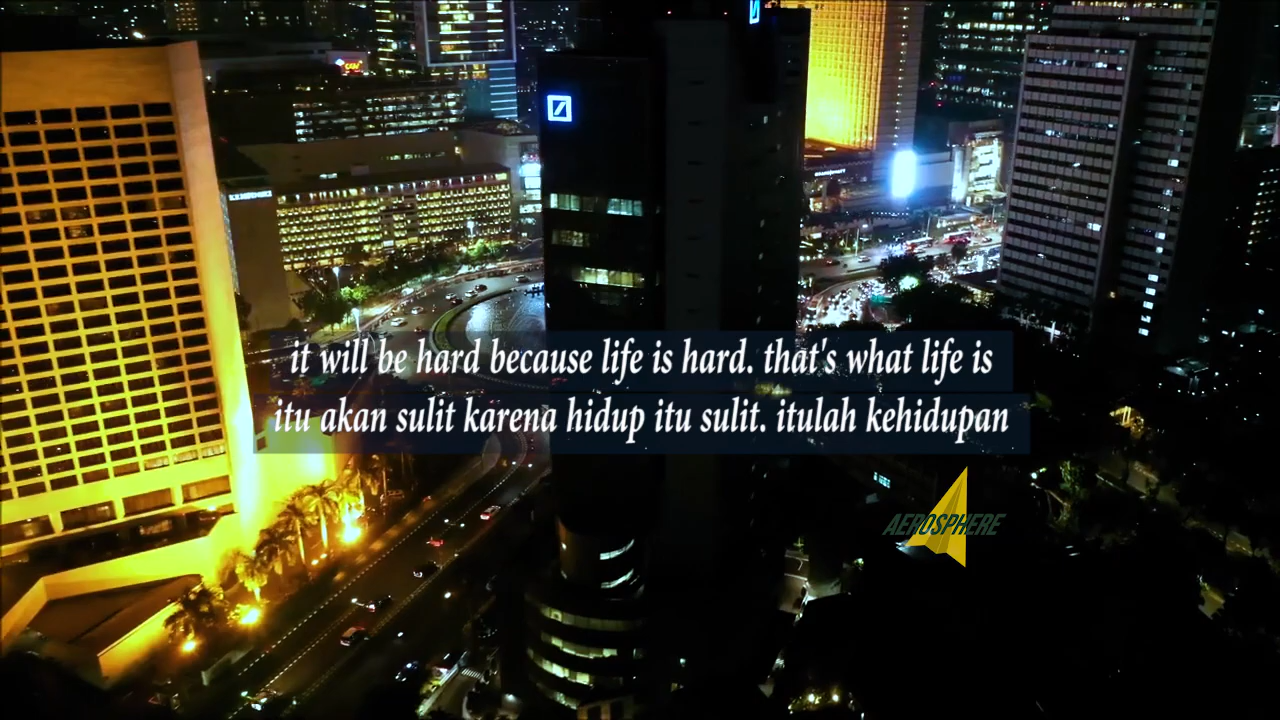 CGV
it will be hard because life is hard. that's what life is
itu akan sulit karena hidup itu sulit. itulah kehidupan
AEROSPHERE